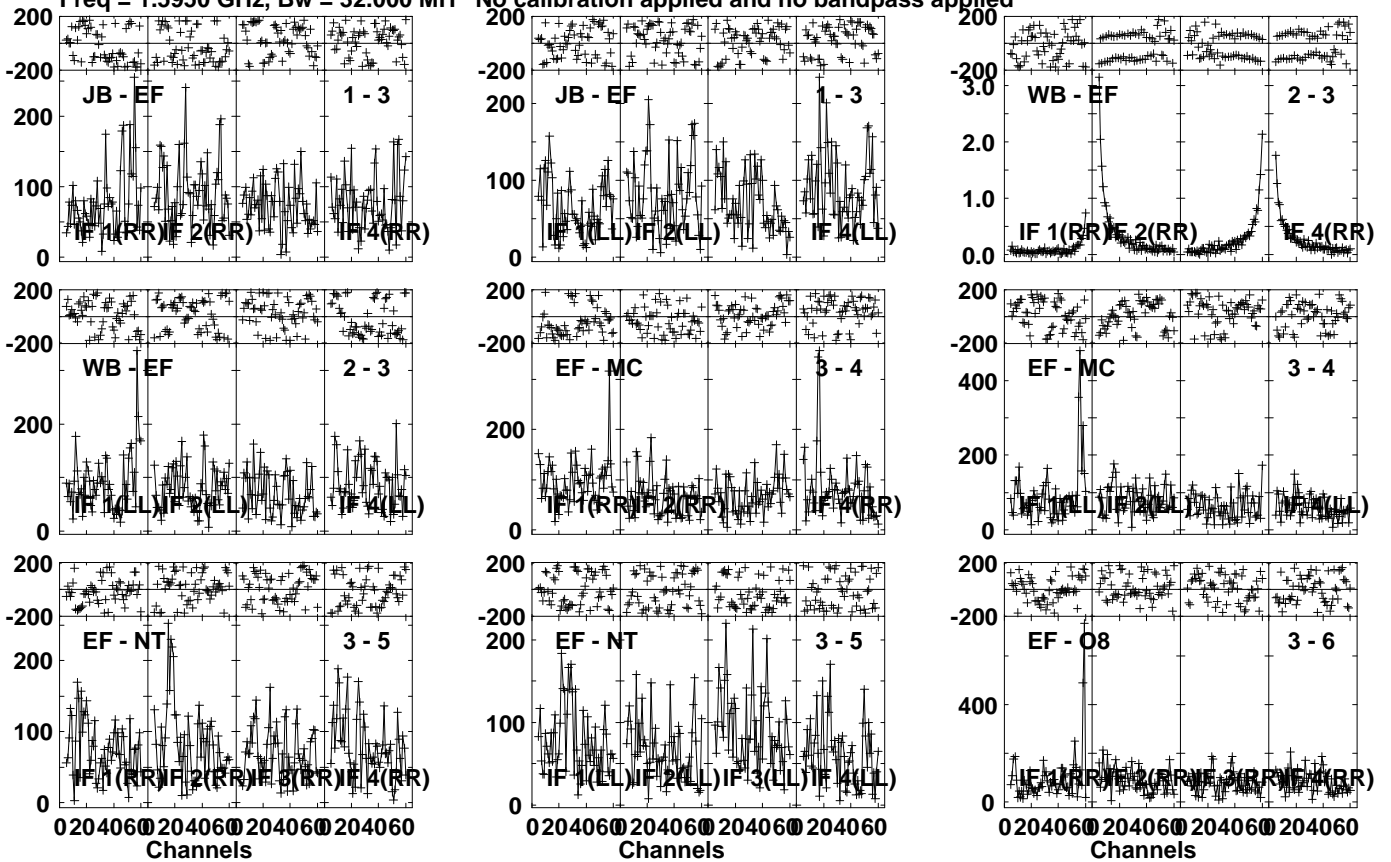 Freq = 1.5950 GHz, Bw = 32.000 MH No calibration applied and no bandpass applied
200
-200
JB - EF 1 - 3
200
100
0
IF 1(RR) IF 2(RR) IF 4(RR)
200
-200
JB - EF 1 - 3
200
100
0
IF 1(LL) IF 2(LL) IF 4(LL)
200
-200
WB - EF 2 - 3
3.0
2.0
1.0
0.0
IF 1(RR) IF 2(RR) IF 4(RR)
200
-200
WB - EF 2 - 3
200
0
IF 1(LL) IF 2(LL) IF 4(LL)
200
-200
EF - MC 3 - 4
200
0
IF 1(RR) IF 2(RR) IF 4(RR)
200
-200
EF - MC 3 - 4
400
200
0
IF 1(LL) IF 2(LL) IF 4(LL)
200
-200
EF - NT 3 - 5
200
100
0
IF 1(RR) IF 2(RR) IF 3(RR) IF 4(RR)
0 20 40 60 0 20 40 60 0 20 40 60 0 20 40 60
Channels
200
-200
EF - NT 3 - 5
200
100
0
IF 1(LL) IF 2(LL) IF 3(LL) IF 4(LL)
0 20 40 60 0 20 40 60 0 20 40 60 0 20 40 60
Channels
200
-200
EF - O8 3 - 6
400
0
IF 1(RR) IF 2(RR) IF 3(RR) IF 4(RR)
0 20 40 60 0 20 40 60 0 20 40 60 0 20 40 60
Channels